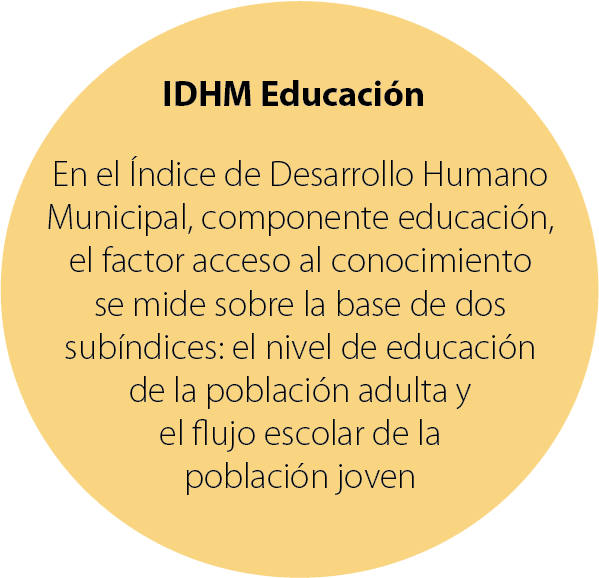 IDHM Educación
En el Índice de Desarrollo Humano
Municipal, componente educación,
el factor acceso al conocimiento
se mide sobre la base de dos
subíndices: el nivel de educación
de la población adulta y
el flujo escolar de la
población joven